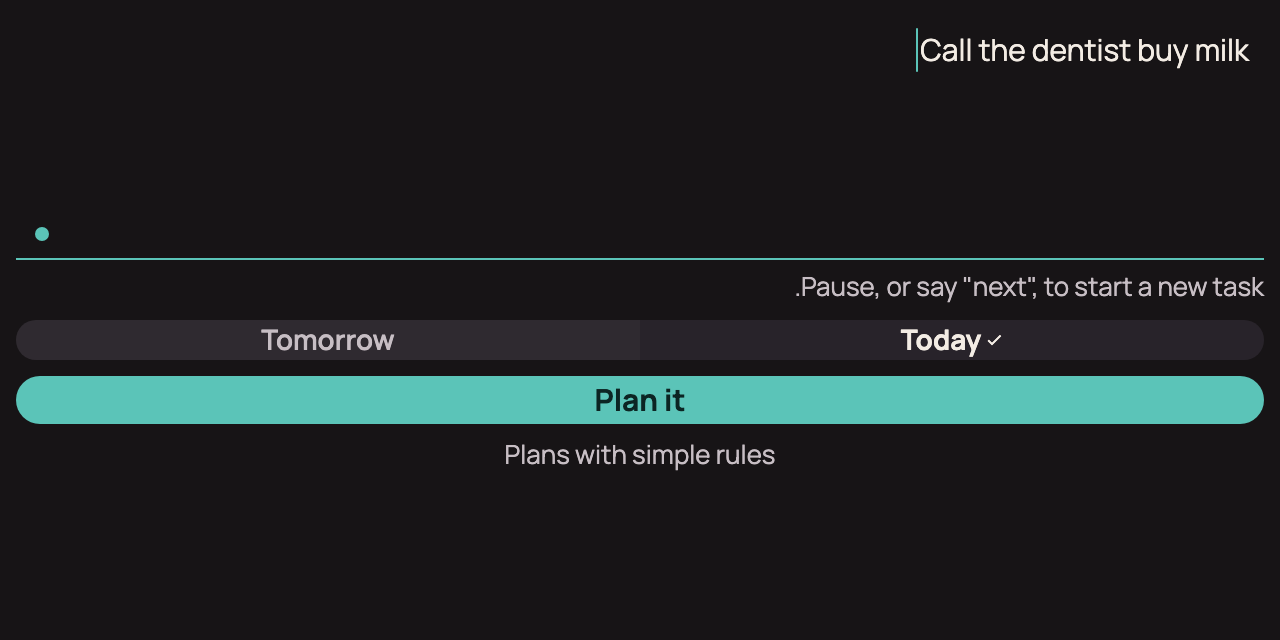 Call the dentist buy milk
.Pause, or say "next", to start a new task
Today
Tomorrow
Plan it
Plans with simple rules